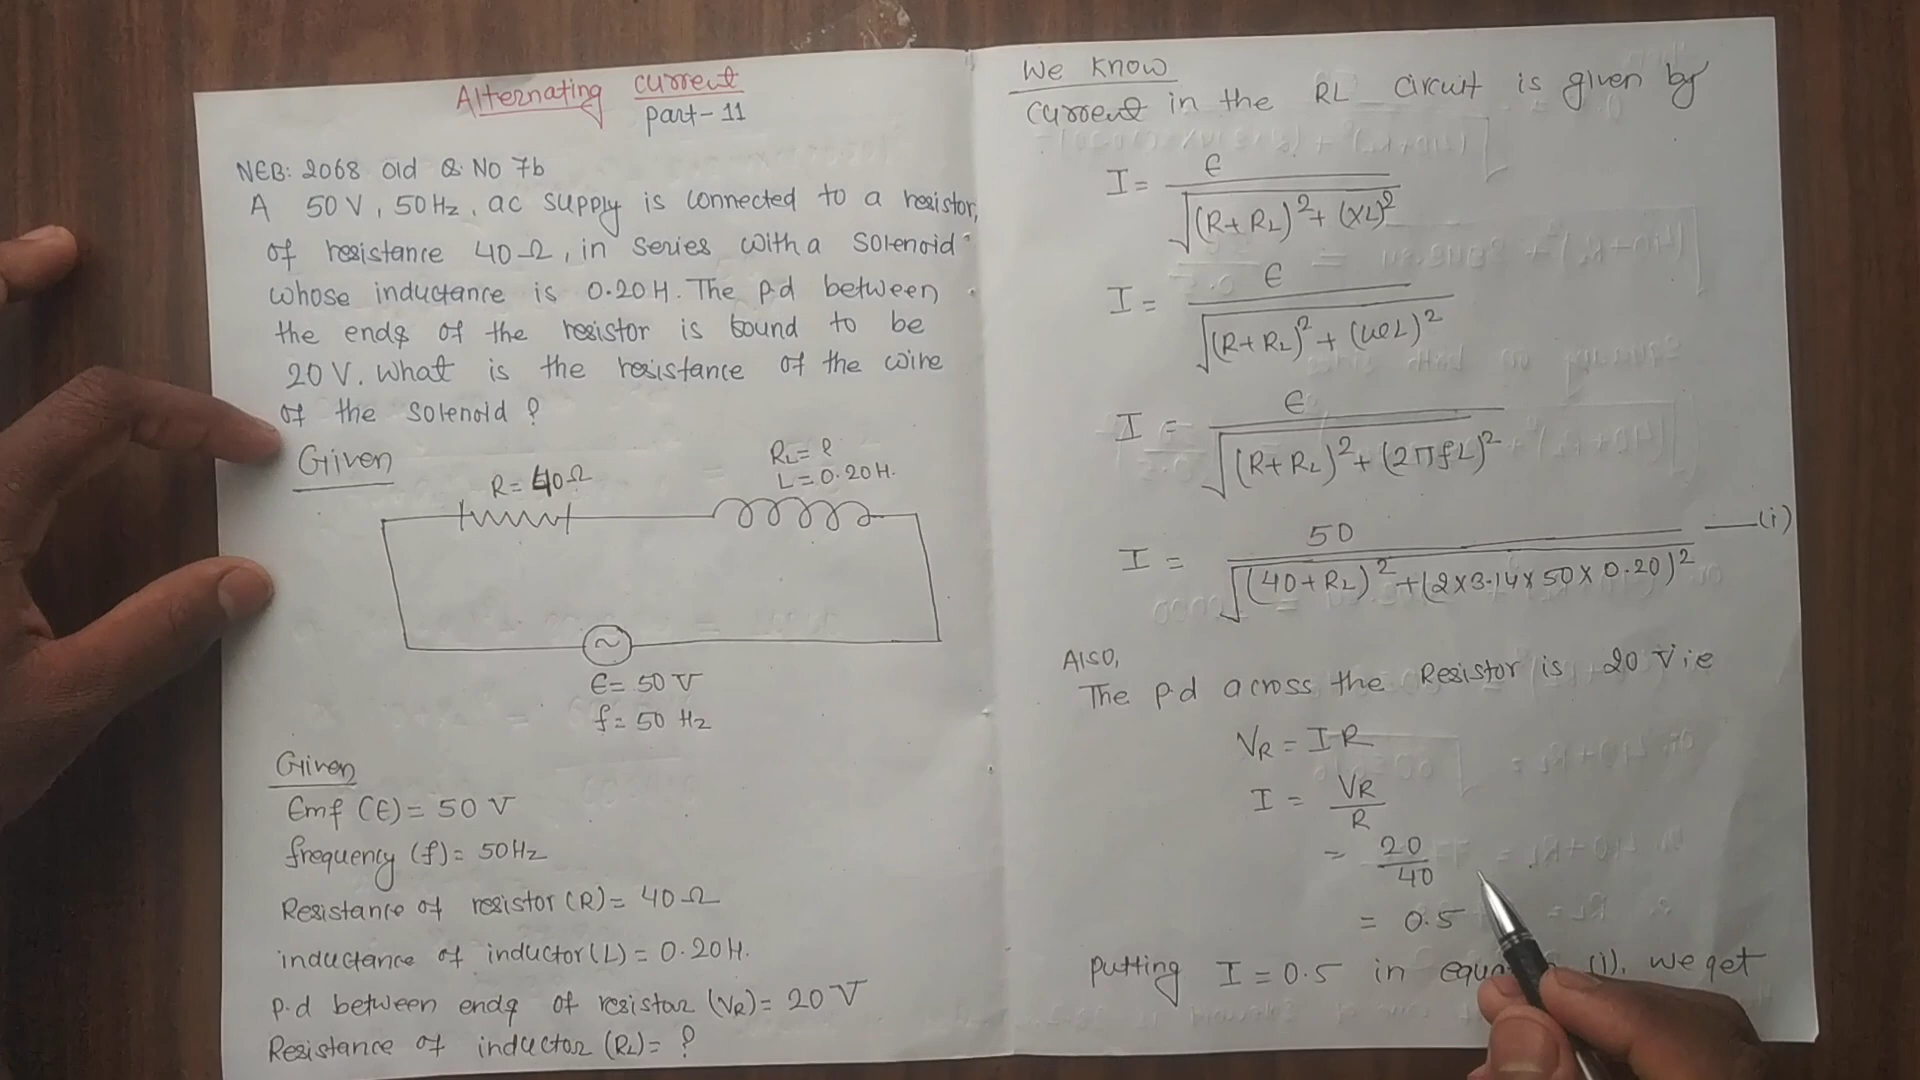 Alternating current
part-11
NEB: 2068 old Q. No 7b
A 50 V, 50 Hz, ac supply is connected to a resistor,
of resistance 40 Ω, in series with a solenoid
whose inductance is 0.20 H. The p.d between
the ends of the resistor is found to be
20 V. What is the resistance of the wire
of the solenoid ?
Given
R = 40 Ω
RL = ?
L = 0.20 H.
~
E = 50 V
f = 50 Hz
Given
Emf (E) = 50 V
frequency (f) = 50 Hz
Resistance of resistor (R) = 40 Ω
inductance of inductor (L) = 0.20 H.
p.d between ends of resistor (VR) = 20 V
Resistance of inductor (RL) = ?
We know
Current in the RL circuit is given by
I = E / √((R + RL)² + (XL)²)
I = E / √((R + RL)² + (ωL)²)
I = E / √((R + RL)² + (2πfL)²)
I = 50 / √((40 + RL)² + (2 × 3.14 × 50 × 0.20)²) —(i)
Also,
The p.d across the Resistor is 20 V i.e
VR = IR
I = VR / R
= 20 / 40
= 0.5
putting I = 0.5 in (i), we get